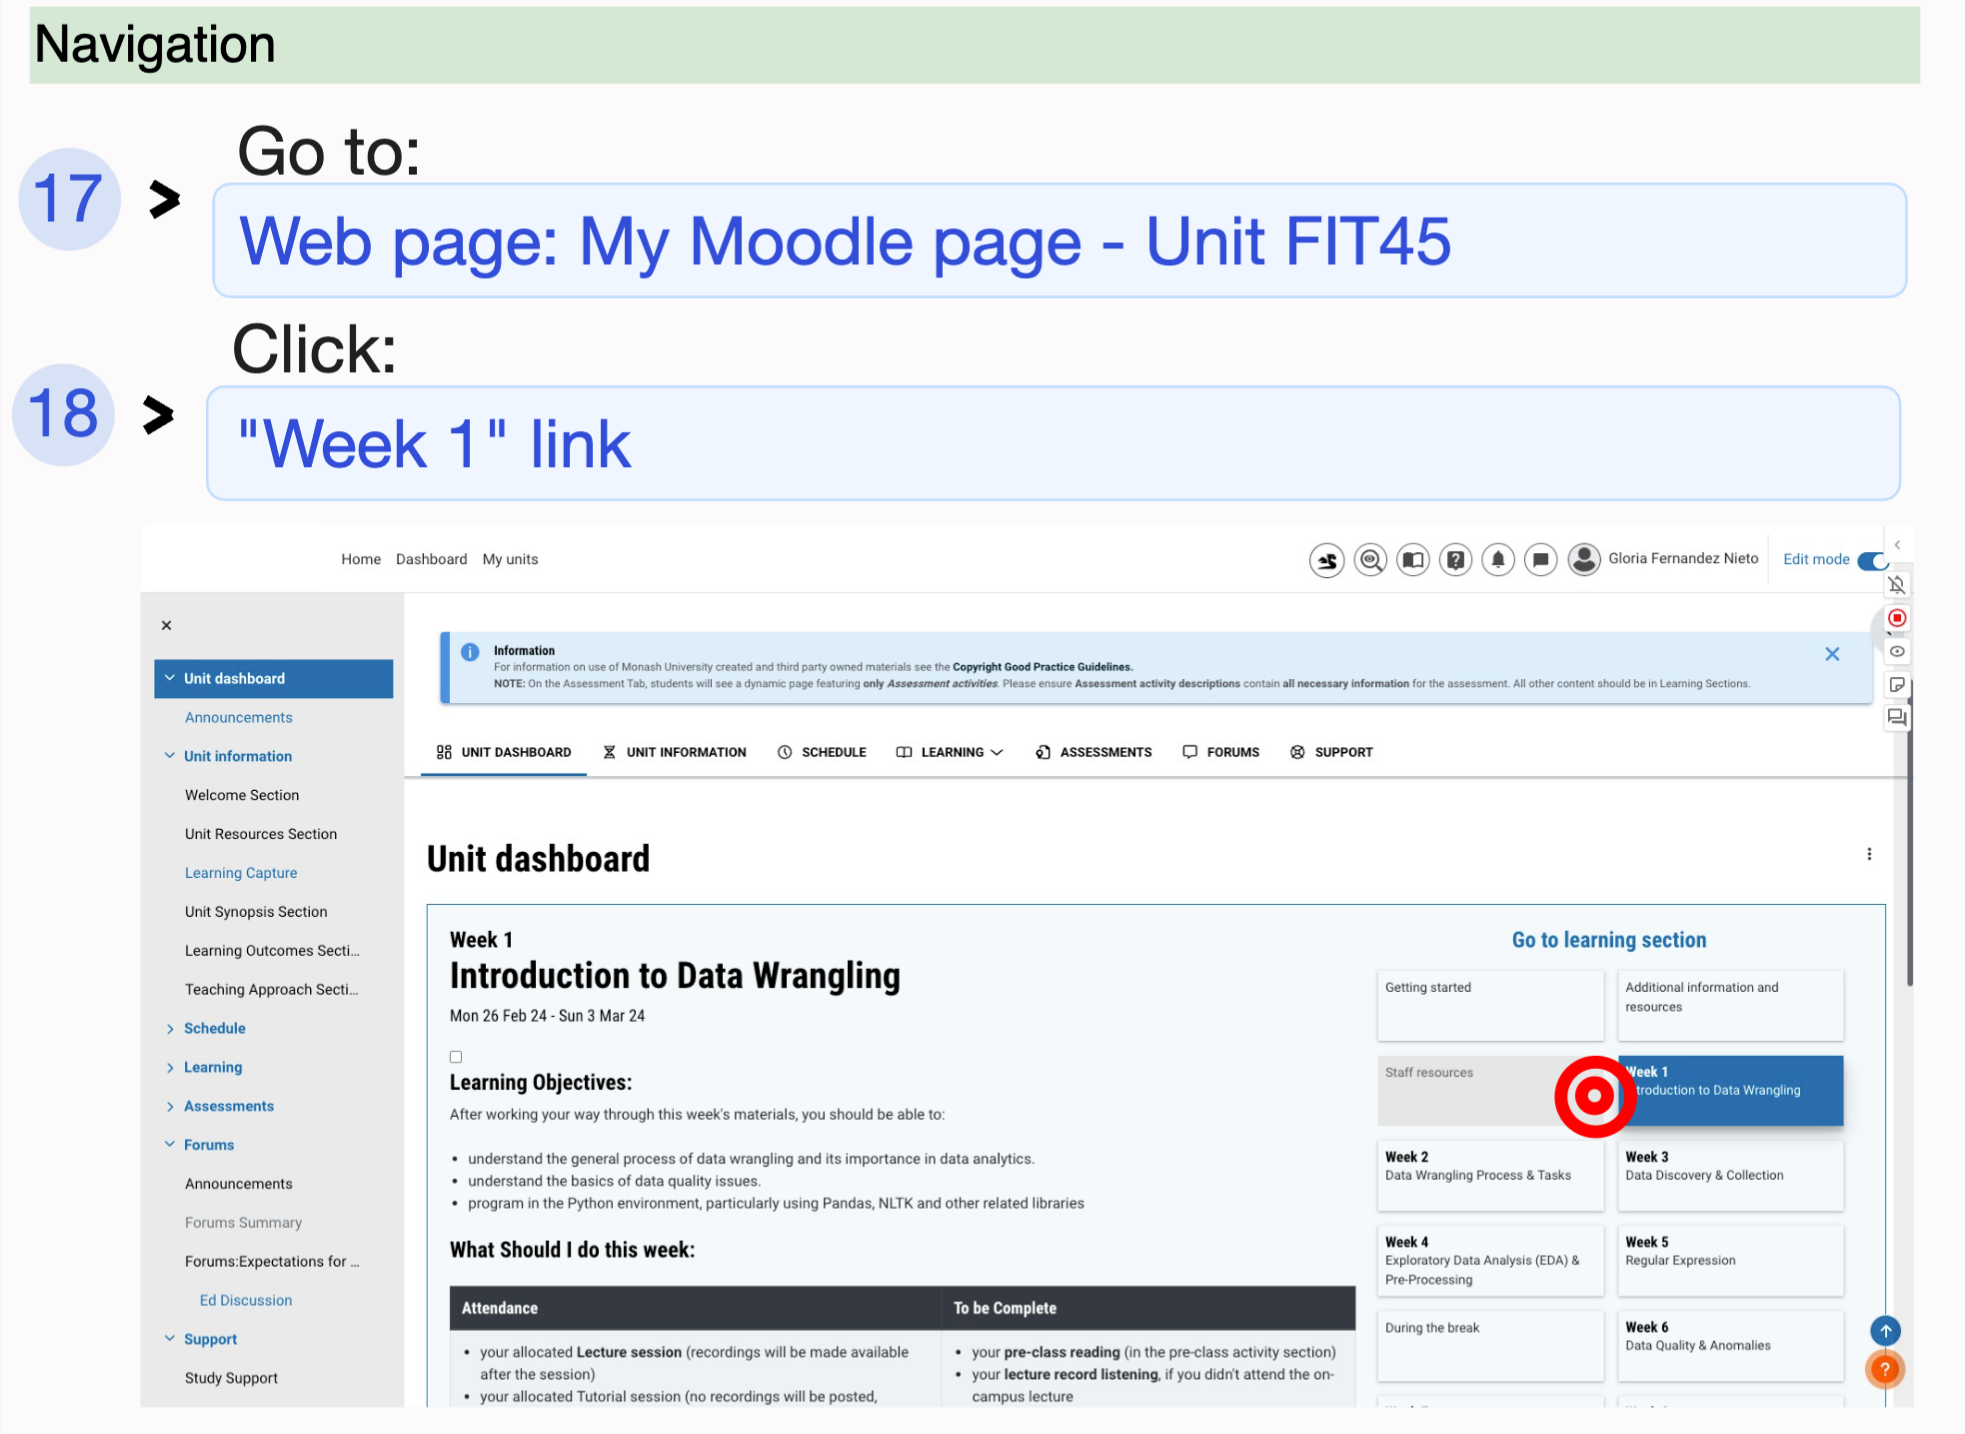 Navigation
17 > Go to:
Web page: My Moodle page - Unit FIT45
18 > Click:
"Week 1" link
Home Dashboard My units
Gloria Fernandez Nieto Edit mode
Unit dashboard
Announcements
Unit information
Welcome Section
Unit Resources Section
Learning Capture
Unit Synopsis Section
Learning Outcomes Secti...
Teaching Approach Secti...
Schedule
Learning
Assessments
Forums
Announcements
Forums Summary
Forums:Expectations for ...
Ed Discussion
Support
Study Support
Information
For information on use of Monash University created and third party owned materials see the Copyright Good Practice Guidelines.
NOTE: On the Assessment Tab, students will see a dynamic page featuring only Assessment activities. Please ensure Assessment activity descriptions contain all necessary information for the assessment. All other content should be in Learning Sections.
UNIT DASHBOARD UNIT INFORMATION SCHEDULE LEARNING ASSESSMENTS FORUMS SUPPORT
Unit dashboard
Week 1
Introduction to Data Wrangling
Mon 26 Feb 24 - Sun 3 Mar 24
Learning Objectives:
After working your way through this week's materials, you should be able to:
• understand the general process of data wrangling and its importance in data analytics.
• understand the basics of data quality issues.
• program in the Python environment, particularly using Pandas, NLTK and other related libraries
What Should I do this week:
Attendance
• your allocated Lecture session (recordings will be made available
after the session)
• your allocated Tutorial session (no recordings will be posted,
To be Complete
• your pre-class reading (in the pre-class activity section)
• your lecture record listening, if you didn't attend the on-
campus lecture
Go to learning section
Getting started
Additional information and
resources
Staff resources
Week 1
troduction to Data Wrangling
Week 2
Data Wrangling Process & Tasks
Week 3
Data Discovery & Collection
Week 4
Exploratory Data Analysis (EDA) &
Pre-Processing
Week 5
Regular Expression
During the break
Week 6
Data Quality & Anomalies
?